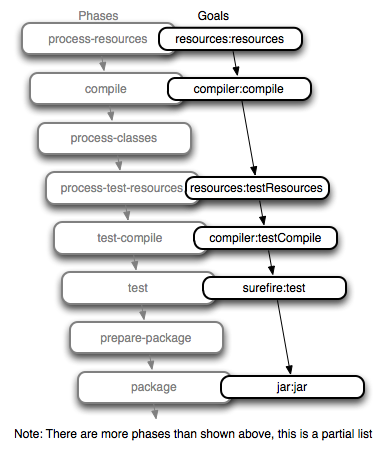 Phases Goals
process-resources resources:resources
compile compiler:compile
process-classes
process-test-resources resources:testResources
test-compile compiler:testCompile
test surefire:test
prepare-package
package jar:jar
Note: There are more phases than shown above, this is a partial list